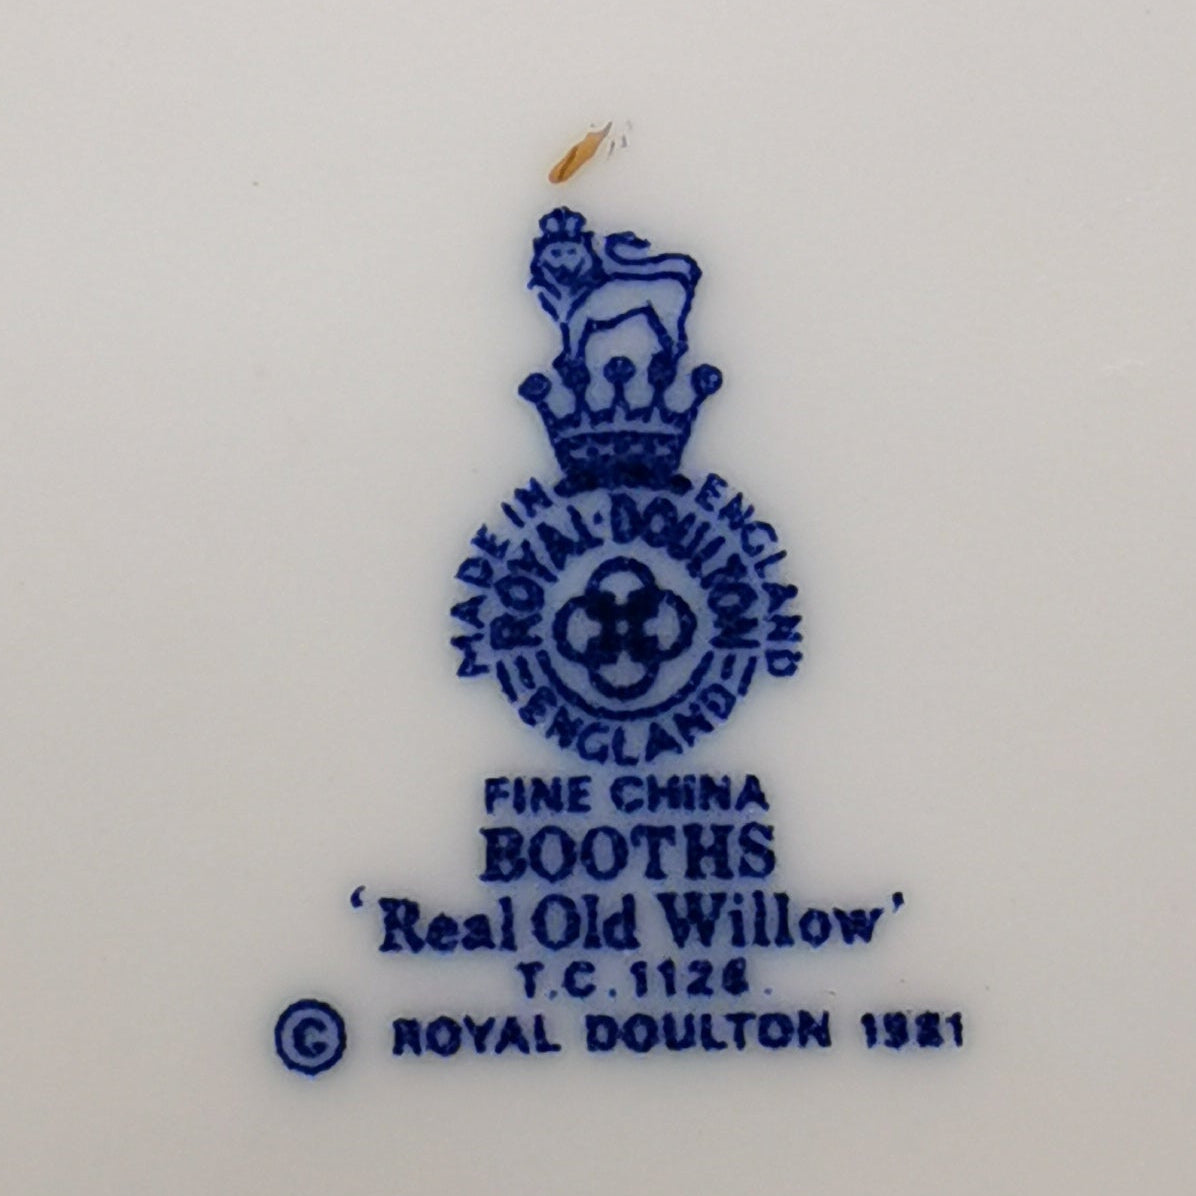 MADE IN ENGLAND
ROYAL·DOULTON
ENGLAND
FINE CHINA
BOOTHS
‘Real Old Willow’
T.C.1126.
© ROYAL DOULTON 1981